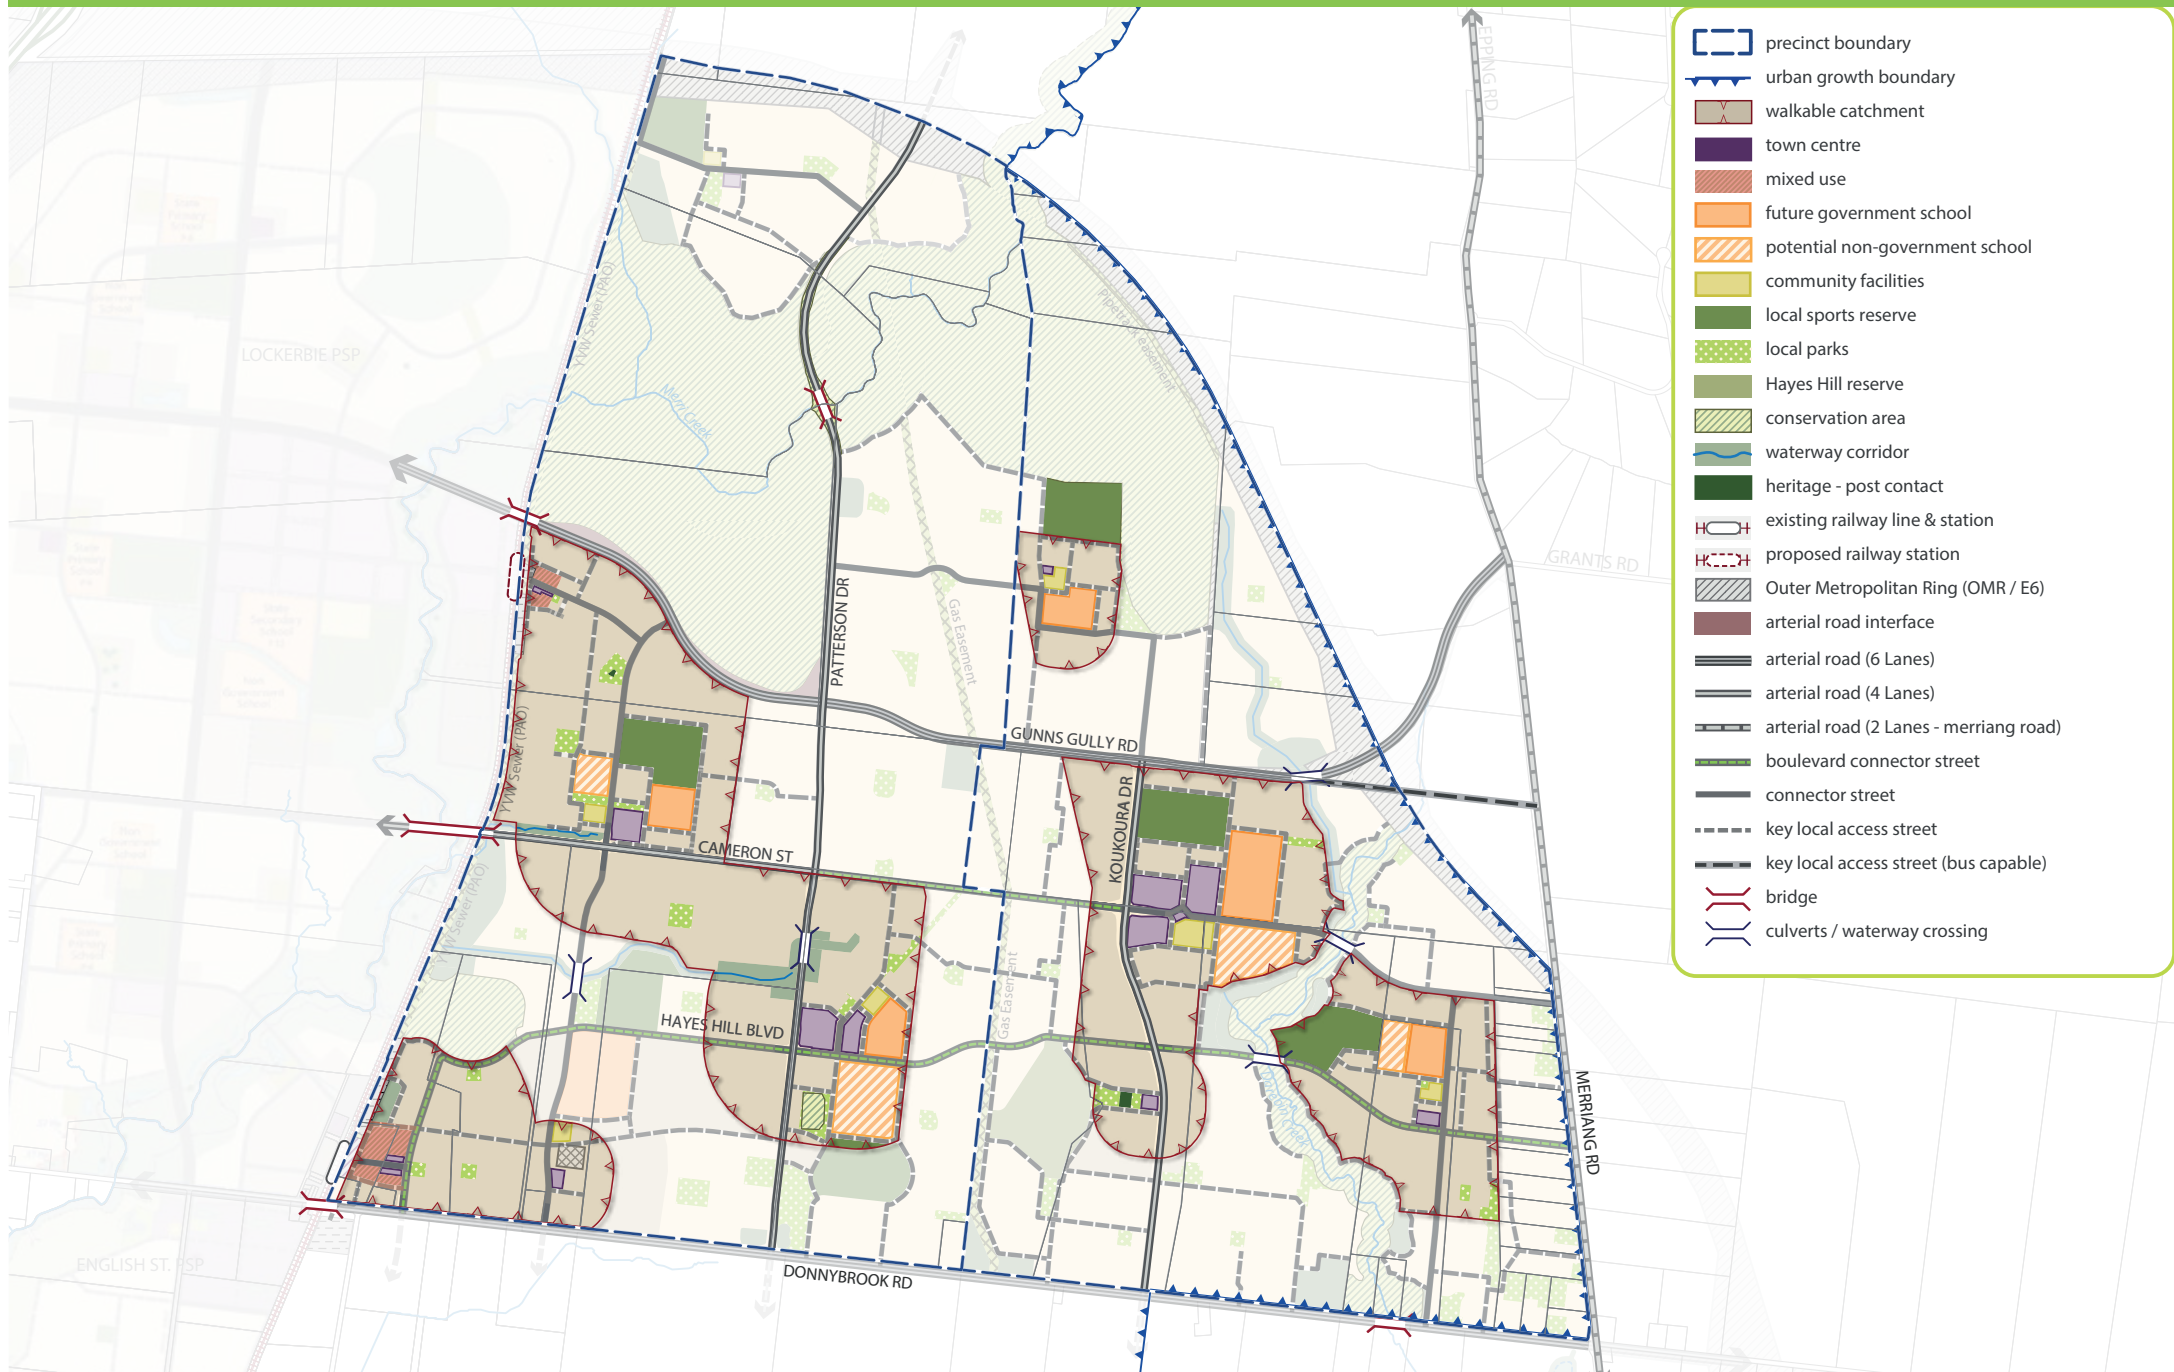 precinct boundary
urban growth boundary
walkable catchment
town centre
mixed use
future government school
potential non-government school
community facilities
local sports reserve
local parks
Hayes Hill reserve
conservation area
waterway corridor
heritage - post contact
existing railway line & station
proposed railway station
Outer Metropolitan Ring (OMR / E6)
arterial road interface
arterial road (6 Lanes)
arterial road (4 Lanes)
arterial road (2 Lanes - merriang road)
boulevard connector street
connector street
key local access street
key local access street (bus capable)
bridge
culverts / waterway crossing
EPPING RD
LOCKERBIE PSP
YVW Sewer (PAO)
Merri Creek
Pipetrack easement
GRANTS RD
PATTERSON DR
Gas Easement
GUNNS GULLY RD
YVW Sewer (PAO)
KOUKOURA DR
CAMERON ST
YVW Sewer (PAO)
Gas Easement
HAYES HILL BLVD
MERRIANG RD
ENGLISH ST. PSP
DONNYBROOK RD